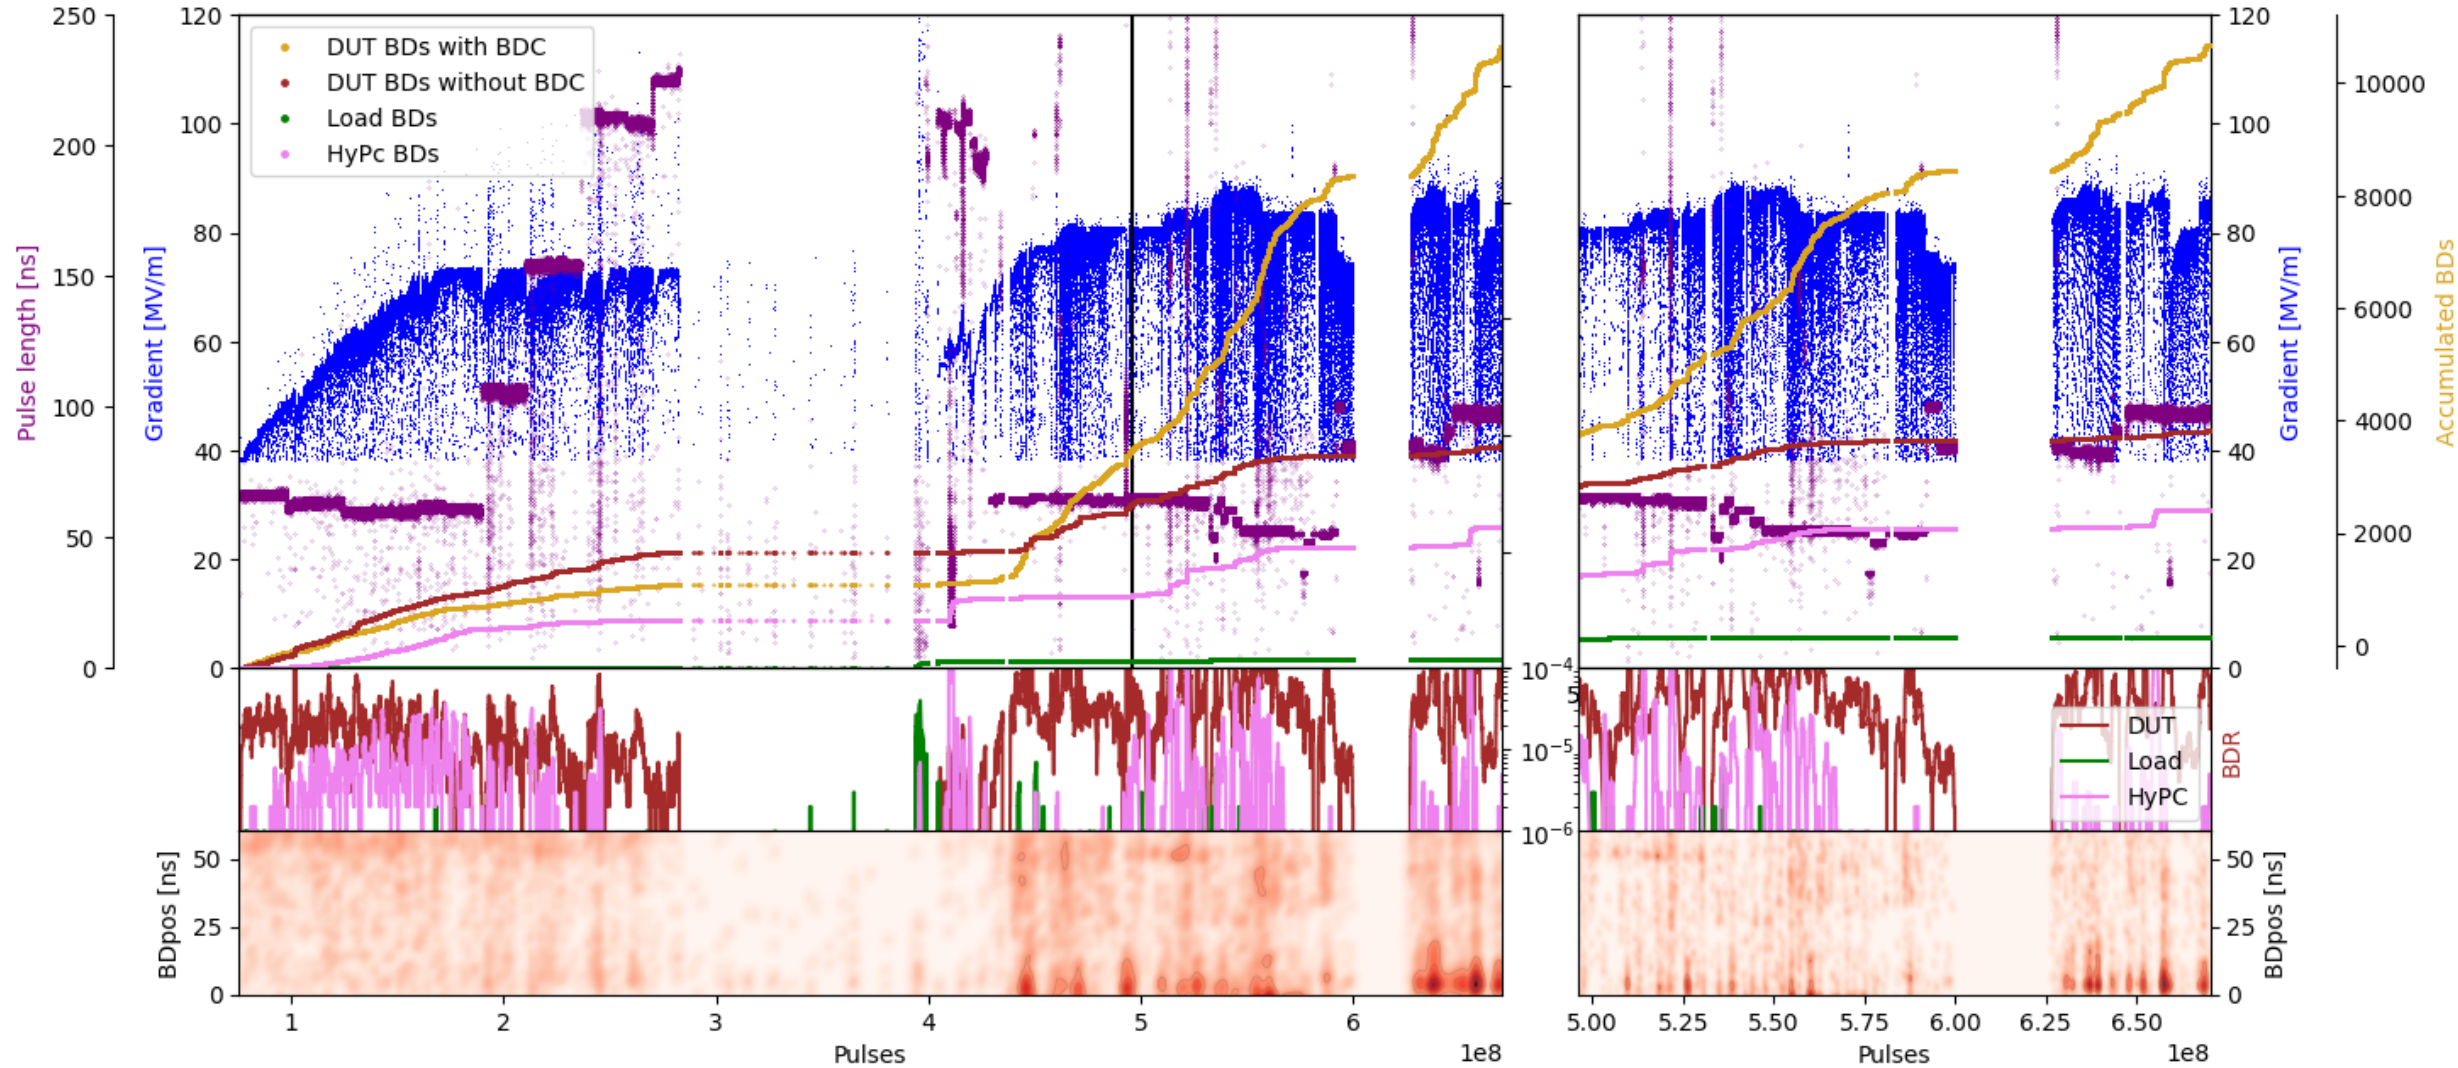 250
200
150
100
50
0
Pulse length [ns]
120
100
80
60
40
20
0
Gradient [MV/m]
DUT BDs with BDC
DUT BDs without BDC
Load BDs
HyPc BDs
120
100
80
60
40
20
0
Gradient [MV/m]
10000
8000
6000
4000
2000
0
Accumulated BDs
10⁻⁴
10⁻⁵
10⁻⁶
5
DUT
Load
HyPC
BDR
BDpos [ns]
50
25
0
50
25
0
BDpos [ns]
1 2 3 4 5 6
Pulses
1e8
5.00 5.25 5.50 5.75 6.00 6.25 6.50
Pulses
1e8